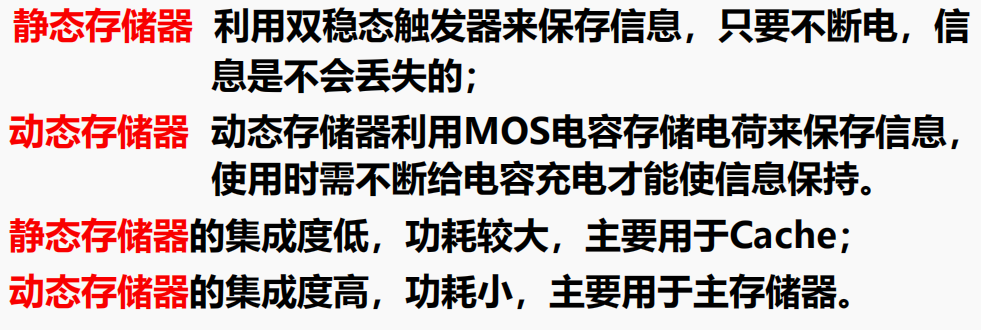 静态存储器 利用双稳态触发器来保存信息，只要不断电，信
息是不会丢失的；
动态存储器 动态存储器利用MOS电容存储电荷来保存信息，
使用时需不断给电容充电才能使信息保持。
静态存储器的集成度低，功耗较大，主要用于Cache；
动态存储器的集成度高，功耗小，主要用于主存储器。